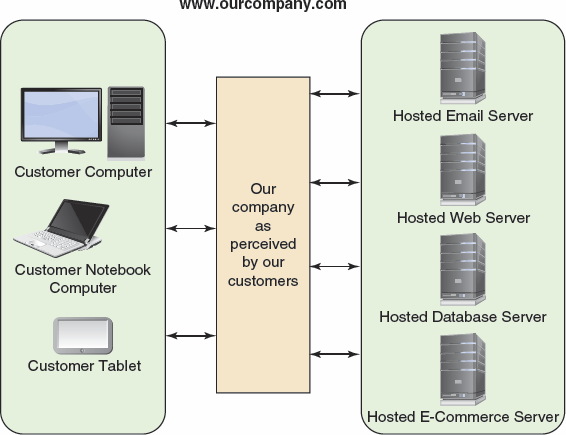 www.ourcompany.com
Customer Computer
Customer Notebook
Computer
Customer Tablet
Our
company
as
perceived
by our
customers
Hosted Email Server
Hosted Web Server
Hosted Database Server
Hosted E-Commerce Server